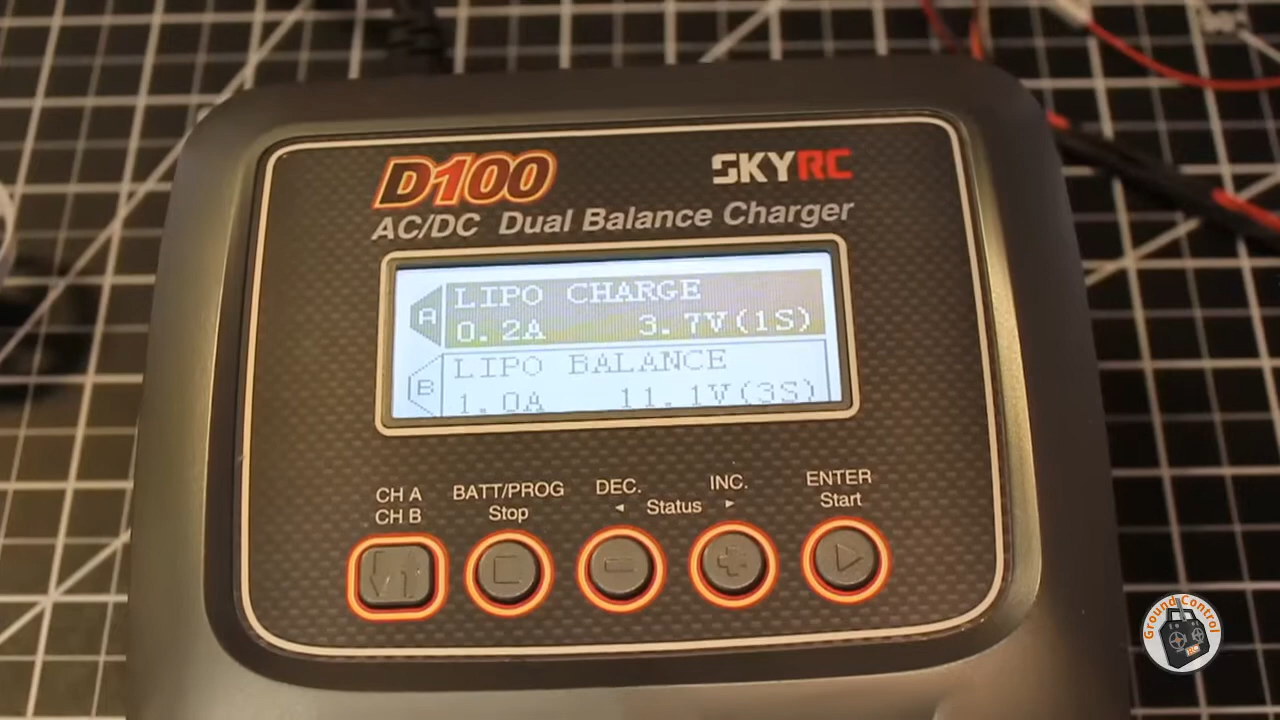 D100
SKYRC
AC/DC Dual Balance Charger
A
LIPO CHARGE
0.2A 3.7V(1S)
B
LIPO BALANCE
1.0A 11.1V(3S)
CH A
CH B
BATT/PROG
Stop
DEC.
Status
INC.
ENTER
Start
Ground Control